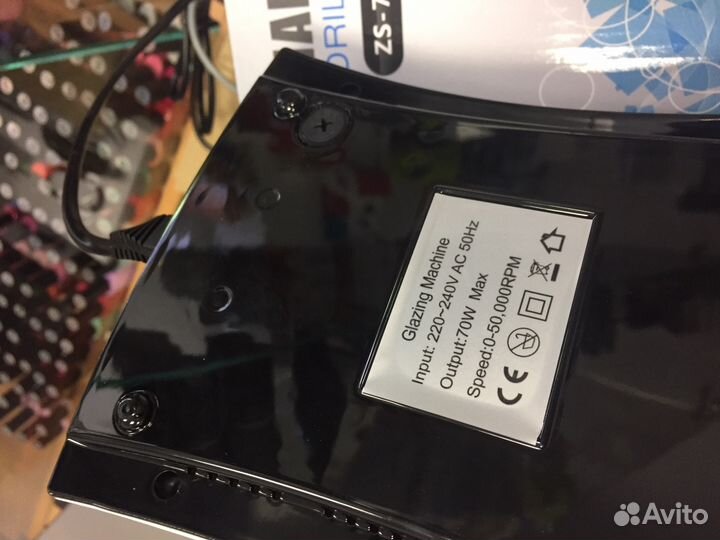 DRIL
ZS-7
Glazing Machine
Input: 220~240V AC 50Hz
Output:70W Max
Speed:0-50,000RPM
CE
Avito